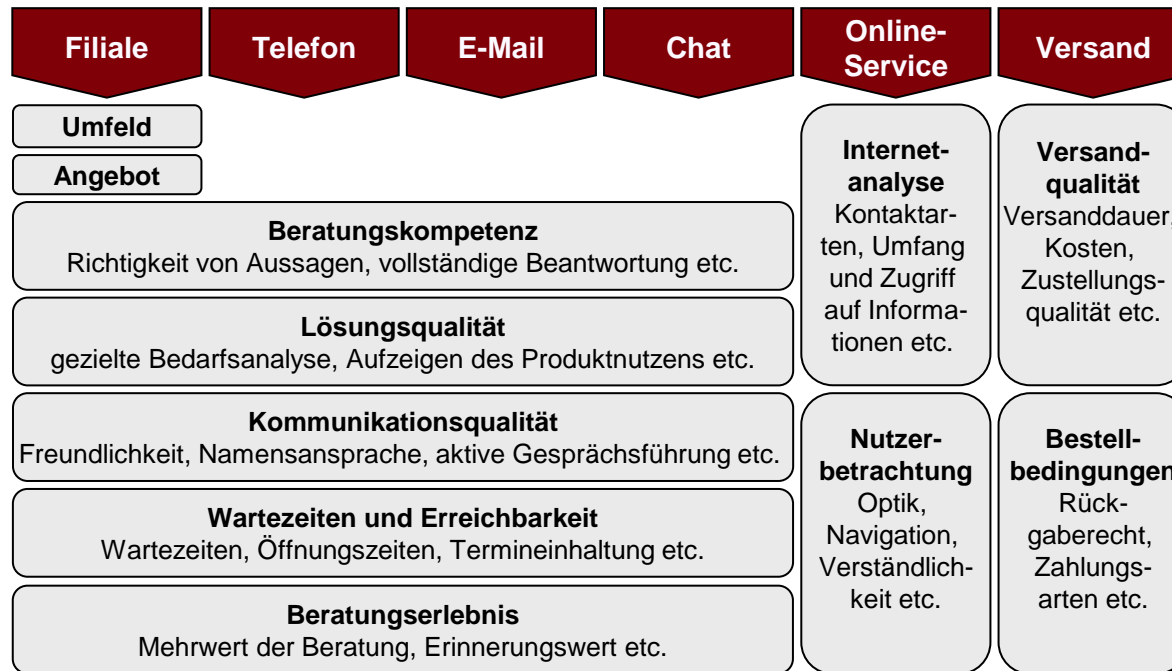 Filiale
Telefon
E-Mail
Chat
Online-
Service
Versand
Umfeld
Angebot
Beratungskompetenz
Richtigkeit von Aussagen, vollständige Beantwortung etc.
Lösungsqualität
gezielte Bedarfsanalyse, Aufzeigen des Produktnutzens etc.
Kommunikationsqualität
Freundlichkeit, Namensansprache, aktive Gesprächsführung etc.
Wartezeiten und Erreichbarkeit
Wartezeiten, Öffnungszeiten, Termineinhaltung etc.
Beratungserlebnis
Mehrwert der Beratung, Erinnerungswert etc.
Internet-
analyse
Kontaktar-
ten, Umfang
und Zugriff
auf Informa-
tionen etc.
Nutzer-
betrachtung
Optik,
Navigation,
Verständlich-
keit etc.
Versand-
qualität
Versanddauer,
Kosten,
Zustellungs-
qualität etc.
Bestell-
bedingungen
Rück-
gaberecht,
Zahlungs-
arten etc.